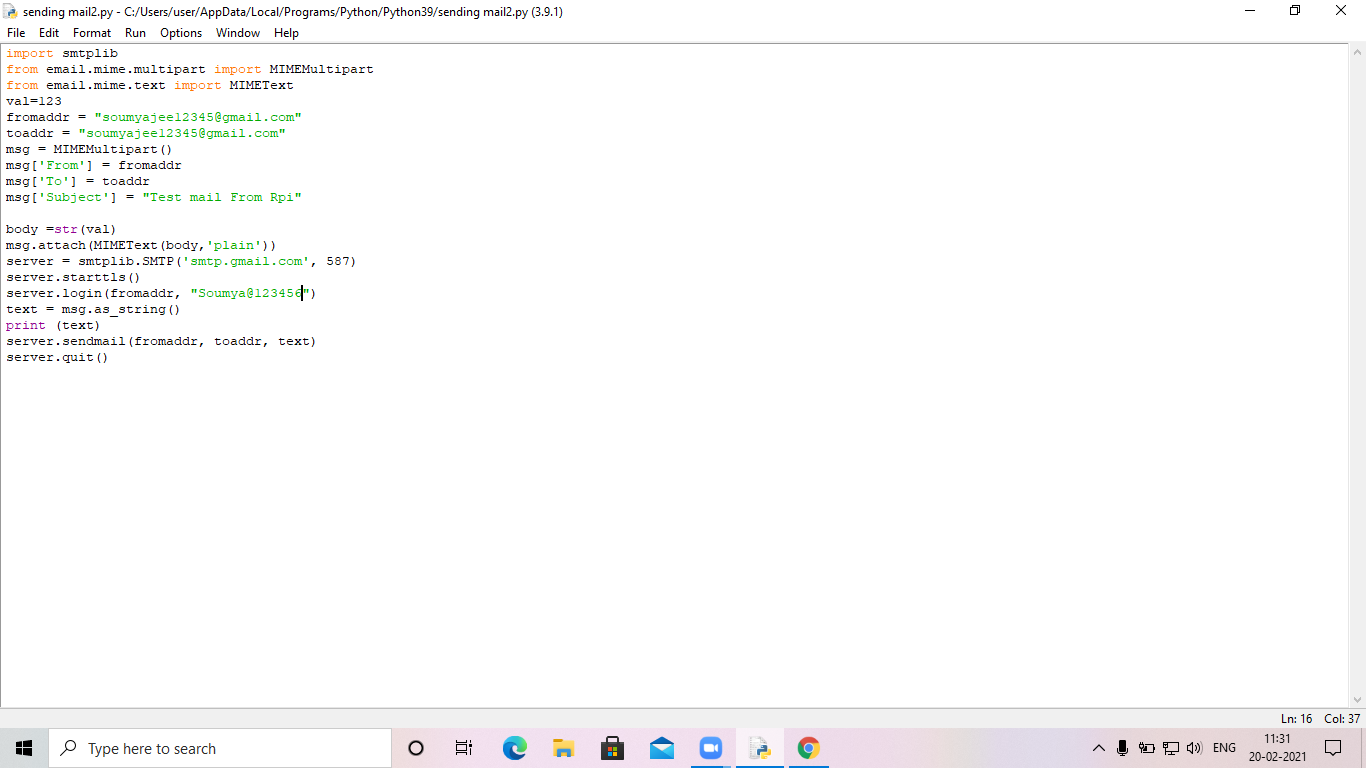 sending mail2.py - C:/Users/user/AppData/Local/Programs/Python/Python39/sending mail2.py (3.9.1)
File Edit Format Run Options Window Help
import smtplib
from email.mime.multipart import MIMEMultipart
from email.mime.text import MIMEText
val=123
fromaddr = "soumyajee12345@gmail.com"
toaddr = "soumyajee12345@gmail.com"
msg = MIMEMultipart()
msg['From'] = fromaddr
msg['To'] = toaddr
msg['Subject'] = "Test mail From Rpi"
body =str(val)
msg.attach(MIMEText(body,'plain'))
server = smtplib.SMTP('smtp.gmail.com', 587)
server.starttls()
server.login(fromaddr, "Soumya@123456")
text = msg.as_string()
print (text)
server.sendmail(fromaddr, toaddr, text)
server.quit()
Ln: 16 Col: 37
Type here to search
ENG
11:31
20-02-2021